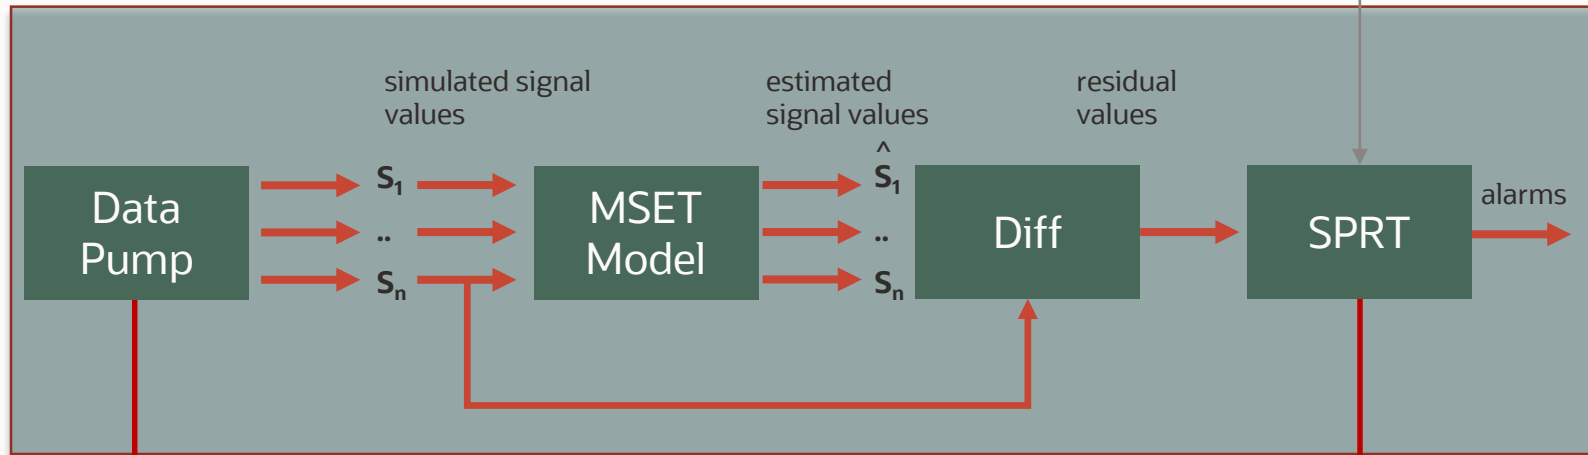 simulated signal
values
estimated
signal values
residual
values
Data
Pump
S₁
..
Sₙ
MSET
Model
^
S₁
..
Sₙ
Diff
SPRT
alarms